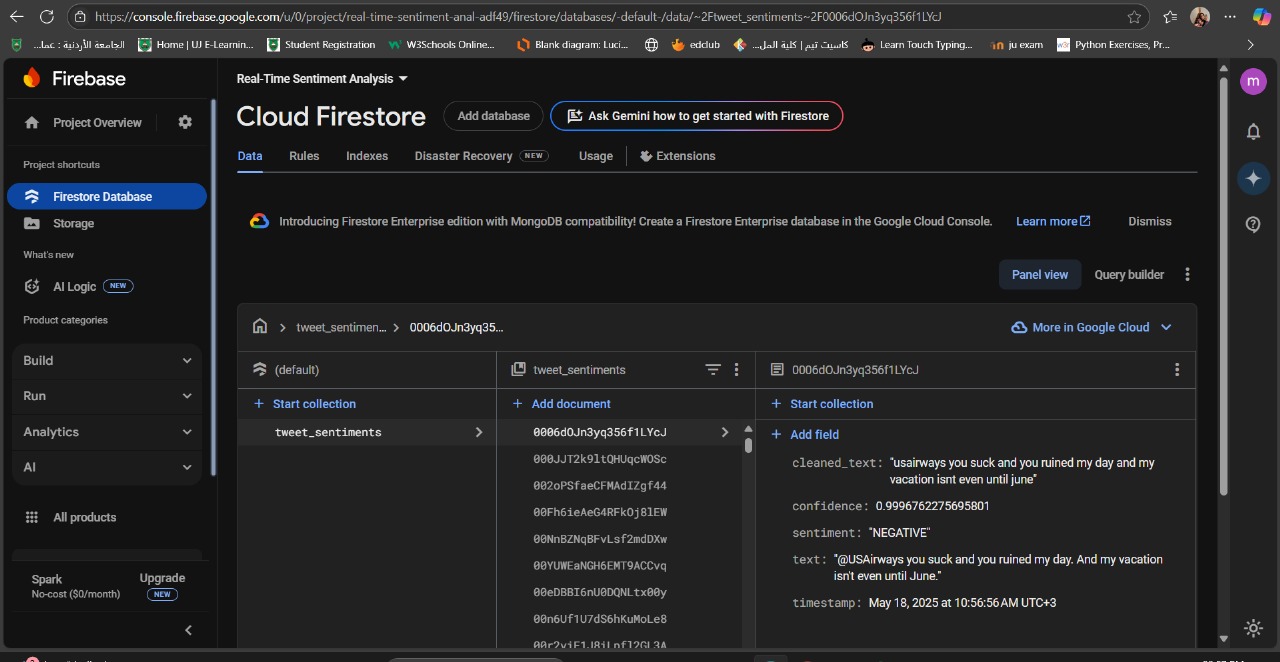 https://console.firebase.google.com/u/0/project/real-time-sentiment-anal-adf49/firestore/databases/-default-/data/~2Ftweet_sentiments~2F0006dOJn3yq356f1LYcJ
الجامعة الأردنية : عما...
Home | UJ E-Learnin...
Student Registration
W3Schools Online...
Blank diagram: Luci...
edclub
كاسيت تيم | كلية المل...
Learn Touch Typing...
ju exam
Python Exercises, Pr...
Firebase
Project Overview
Project shortcuts
Firestore Database
Storage
What's new
AI Logic NEW
Product categories
Build
Run
Analytics
AI
All products
Spark
No-cost ($0/month)
Upgrade
NEW
Real-Time Sentiment Analysis
Cloud Firestore
Add database
Ask Gemini how to get started with Firestore
Data
Rules
Indexes
Disaster Recovery NEW
Usage
Extensions
Introducing Firestore Enterprise edition with MongoDB compatibility! Create a Firestore Enterprise database in the Google Cloud Console.
Learn more
Dismiss
Panel view
Query builder
tweet_sentimen...
0006dOJn3yq35...
More in Google Cloud
(default)
+ Start collection
tweet_sentiments
tweet_sentiments
+ Add document
0006dOJn3yq356f1LYcJ
000JJT2k9ltQHUqcWOSc
002oPSfaeCFMAdIZgf44
00Fh6ieAeG4RFkOj8lEW
00NnBZNqBFvLsf2mdDXw
00YUWEaNGH6EMT9ACCvq
00eDBBI6nU0DQNLtx00y
00n6Uf1U7dS6hKuMoLe8
0006dOJn3yq356f1LYcJ
+ Start collection
+ Add field
cleaned_text: "usairways you suck and you ruined my day and my
vacation isnt even until june"
confidence: 0.9996762275695801
sentiment: "NEGATIVE"
text: "@USAirways you suck and you ruined my day. And my vacation
isn't even until June."
timestamp: May 18, 2025 at 10:56:56 AM UTC+3
m